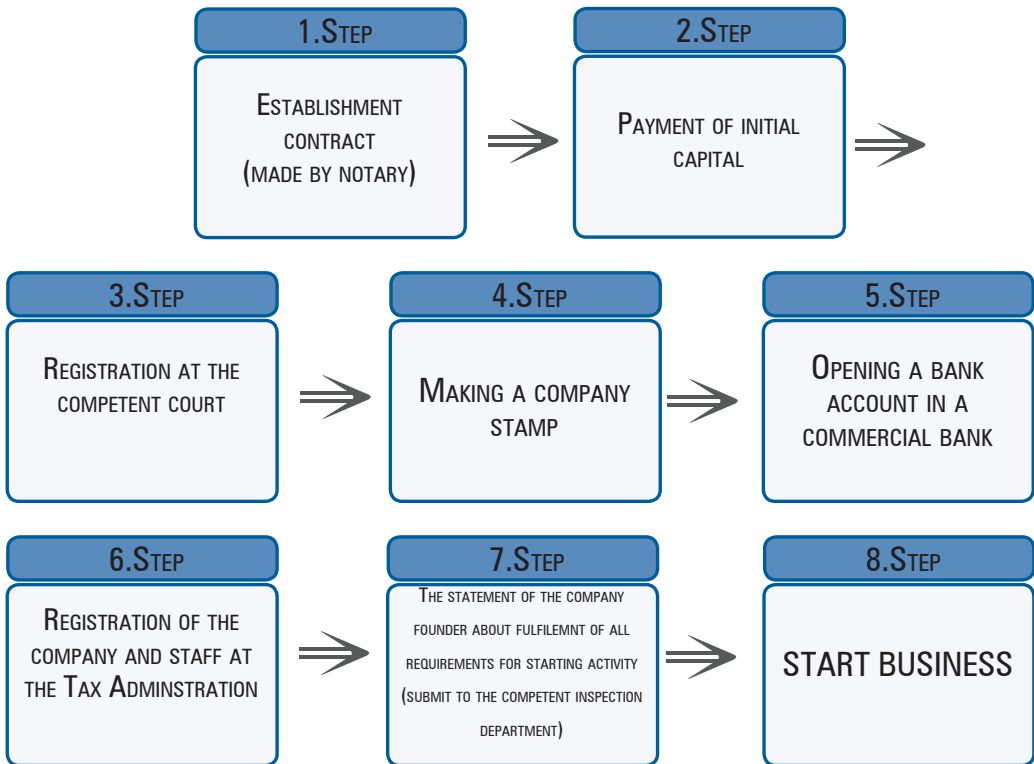 1.Step
Establishment
contract
(made by notary)
2.Step
Payment of initial
capital
3.Step
Registration at the
competent court
4.Step
Making a company
stamp
5.Step
Opening a bank
account in a
commercial bank
6.Step
Registration of the
company and staff at
the Tax Adminstration
7.Step
The statement of the company
founder about fulfilemnt of all
requirements for starting activity
(submit to the competent inspection
department)
8.Step
START BUSINESS